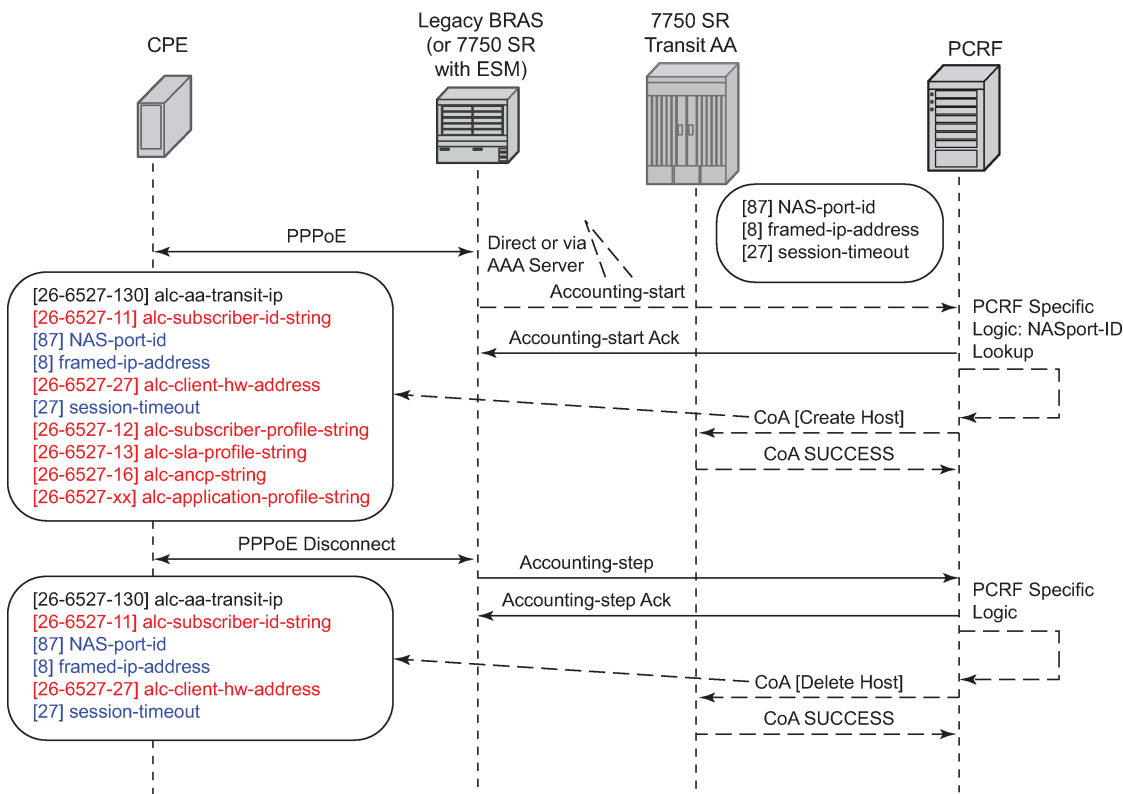 CPE
Legacy BRAS
(or 7750 SR
with ESM)
7750 SR
Transit AA
PCRF
[87] NAS-port-id
[8] framed-ip-address
[27] session-timeout
PPPoE
Direct or via
AAA Server
Accounting-start
[26-6527-130] alc-aa-transit-ip
[26-6527-11] alc-subscriber-id-string
[87] NAS-port-id
[8] framed-ip-address
[26-6527-27] alc-client-hw-address
[27] session-timeout
[26-6527-12] alc-subscriber-profile-string
[26-6527-13] alc-sla-profile-string
[26-6527-16] alc-ancp-string
[26-6527-xx] alc-application-profile-string
PCRF Specific
Logic: NASport-ID
Lookup
Accounting-start Ack
CoA [Create Host]
CoA SUCCESS
PPPoE Disconnect
Accounting-step
[26-6527-130] alc-aa-transit-ip
[26-6527-11] alc-subscriber-id-string
[87] NAS-port-id
[8] framed-ip-address
[26-6527-27] alc-client-hw-address
[27] session-timeout
PCRF Specific
Logic
Accounting-step Ack
CoA [Delete Host]
CoA SUCCESS